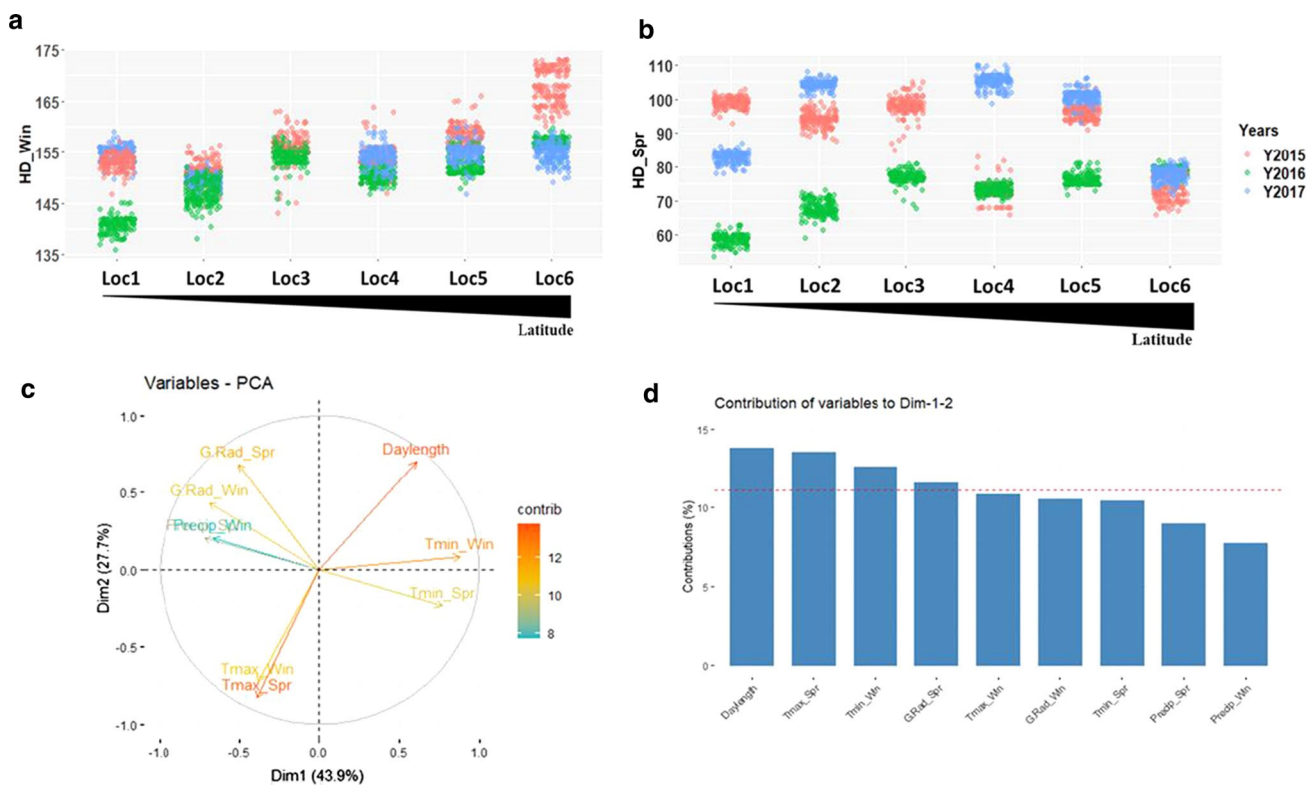 a
175
165
155
145
135
HD_Win
Loc1 Loc2 Loc3 Loc4 Loc5 Loc6
Latitude
b
110
100
90
80
70
60
HD_Spr
Loc1 Loc2 Loc3 Loc4 Loc5 Loc6
Latitude
Years
Y2015
Y2016
Y2017
c
Variables - PCA
1.0
0.5
0.0
-0.5
-1.0
Dim2 (27.7%)
G.Rad_Spr
Daylength
G.Rad_Win
Precip_Win
Tmin_Win
Tmin_Spr
Tmax_Win
Tmax_Spr
-1.0 -0.5 0.0 0.5 1.0
Dim1 (43.9%)
contrib
12
10
8
d
Contribution of variables to Dim-1-2
15
10
5
0
Contributions (%)
Daylength
Tmax_Spr
Tmin_Win
G.Rad_Spr
Tmax_Win
G.Rad_Win
Tmin_Spr
Precip_Spr
Precip_Win